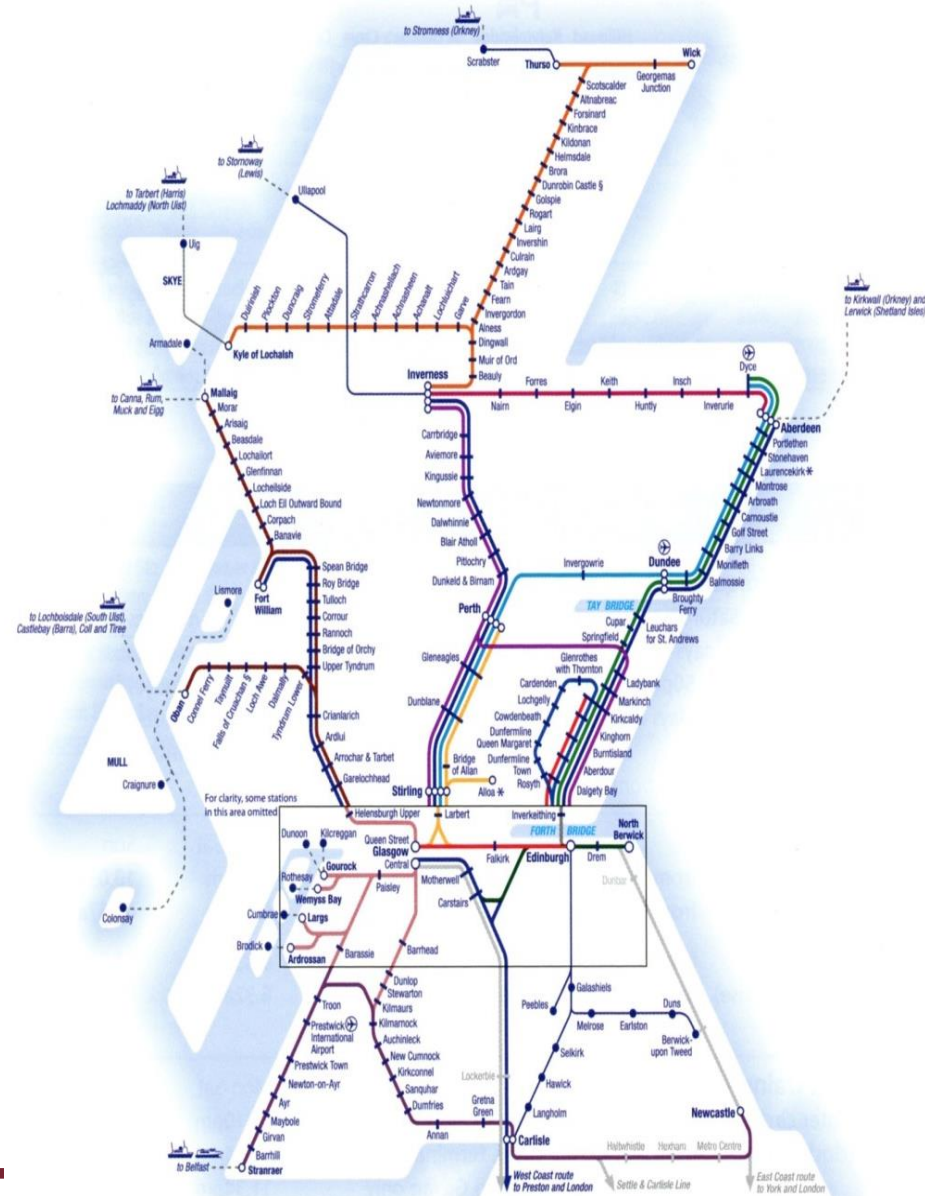 to Stromness (Orkney)
Scrabster
Thurso
Wick
Georgemas
Junction
Scotscalder
Altnabreac
Forsinard
Kinbrace
Kildonan
Helmsdale
Brora
Dunrobin Castle §
Golspie
Rogart
Lairg
Invershin
Culrain
Ardgay
Tain
Fearn
Invergordon
Alness
Dingwall
Muir of Ord
Beauly
to Stornoway
(Lewis)
Ullapool
to Tarbert (Harris)
Lochmaddy (North Uist)
Uig
SKYE
Armadale
Duirinish
Plockton
Duncraig
Stromeferry
Attadale
Strathcarron
Achnashellach
Achnasheen
Achanalt
Lochluichart
Garve
Kyle of Lochalsh
to Kirkwall (Orkney) and
Lerwick (Shetland Isles)
Inverness
Nairn
Forres
Elgin
Keith
Huntly
Insch
Inverurie
Dyce
Aberdeen
Portlethen
Stonehaven
Laurencekirk *
Montrose
Arbroath
Carnoustie
Golf Street
Barry Links
Monifieth
Balmossie
Broughty
Ferry
Dundee
Invergowrie
TAY BRIDGE
to Canna, Rum,
Muck and Eigg
Mallaig
Morar
Arisaig
Beasdale
Lochailort
Glenfinnan
Locheilside
Loch Eil Outward Bound
Corpach
Banavie
Fort
William
Spean Bridge
Roy Bridge
Tulloch
Corrour
Rannoch
Bridge of Orchy
Upper Tyndrum
Crianlarich
Ardlui
Arrochar & Tarbet
Garelochhead
Helensburgh Upper
Carrbridge
Aviemore
Kingussie
Newtonmore
Dalwhinnie
Blair Atholl
Pitlochry
Dunkeld & Birnam
Perth
Gleneagles
Dunblane
Bridge
of Allan
Stirling
Alloa *
Larbert
Lismore
to Lochboisdale (South Uist),
Castlebay (Barra), Coll and Tiree
Oban
Connel Ferry
Taynuilt
Falls of Cruachan §
Loch Awe
Dalmally
Tyndrum Lower
MULL
Craignure
Colonsay
Cupar
Leuchars
for St. Andrews
Springfield
Ladybank
Markinch
Kirkcaldy
Kinghorn
Burntisland
Aberdour
Dalgety Bay
Glenrothes
with Thornton
Cardenden
Lochgelly
Cowdenbeath
Dunfermline
Queen Margaret
Dunfermline
Town
Rosyth
Inverkeithing
FORTH BRIDGE
North
Berwick
Edinburgh
Drem
Dunbar
For clarity, some stations
in this area omitted
Queen Street
Glasgow
Central
Falkirk
Motherwell
Carstairs
Dunoon
Kilcreggan
Gourock
Rothesay
Wemyss Bay
Paisley
Cumbrae
Largs
Brodick
Ardrossan
Barassie
Barrhead
Dunlop
Stewarton
Kilmaurs
Kilmarnock
Auchinleck
New Cumnock
Kirkconnel
Sanquhar
Dumfries
Annan
Gretna
Green
Troon
Prestwick
International
Airport
Prestwick Town
Newton-on-Ayr
Ayr
Maybole
Girvan
Barrhill
Stranraer
to Belfast
Lockerbie
Carlisle
Peebles
Galashiels
Melrose
Earlston
Duns
Berwick-
upon Tweed
Selkirk
Hawick
Langholm
Newcastle
Haltwhistle
Hexham
Metro Centre
West Coast route
to Preston and London
Settle & Carlisle Line
East Coast route
to York and London